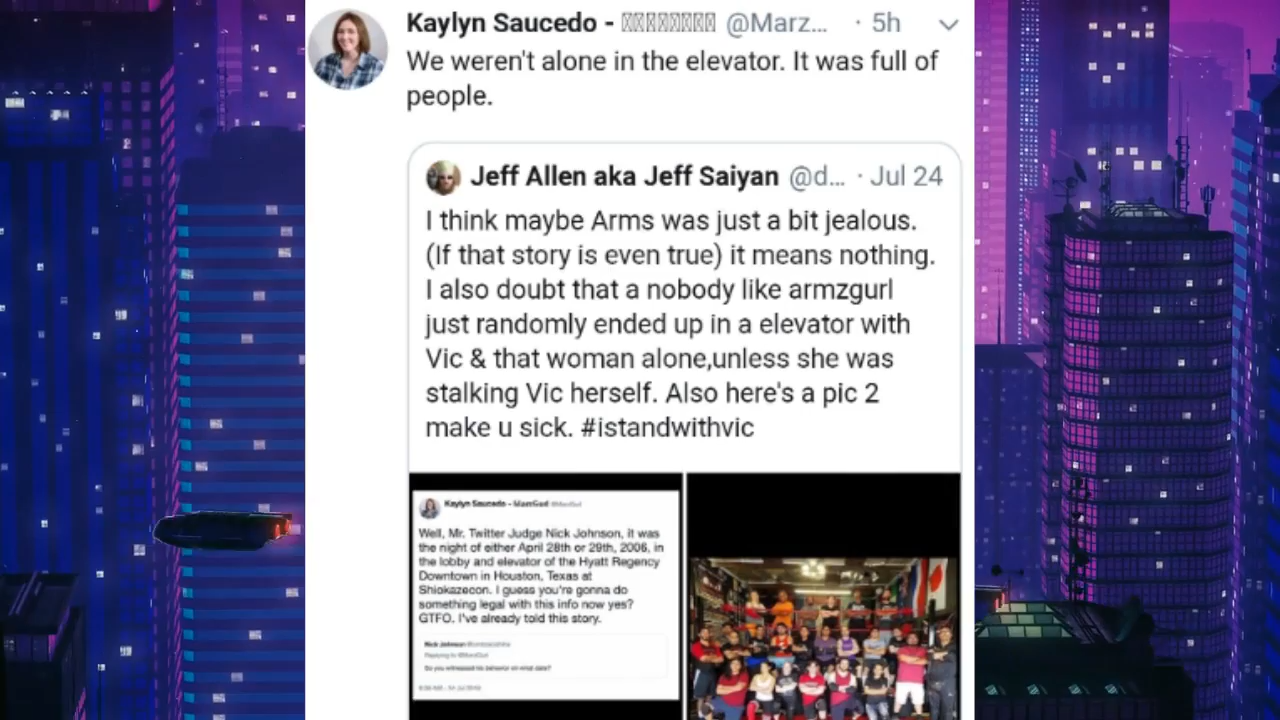 Kaylyn Saucedo - @Marz... · 5h
We weren't alone in the elevator. It was full of
people.
Jeff Allen aka Jeff Saiyan @d... · Jul 24
I think maybe Arms was just a bit jealous.
(If that story is even true) it means nothing.
I also doubt that a nobody like armzgurl
just randomly ended up in a elevator with
Vic & that woman alone,unless she was
stalking Vic herself. Also here's a pic 2
make u sick. #istandwithvic
Kaylyn Saucedo -
Well, Mr. Twitter Judge Nick Johnson, it was
the night of either April 28th or 29th, 2006, in
the lobby and elevator of the Hyatt Regency
Downtown in Houston, Texas at
Shiokazecon. I guess you're gonna do
something legal with this info now yes?
GTFO. I've already told this story.
Nick Johnson
Replying to
So you witnessed his behavior on what date?